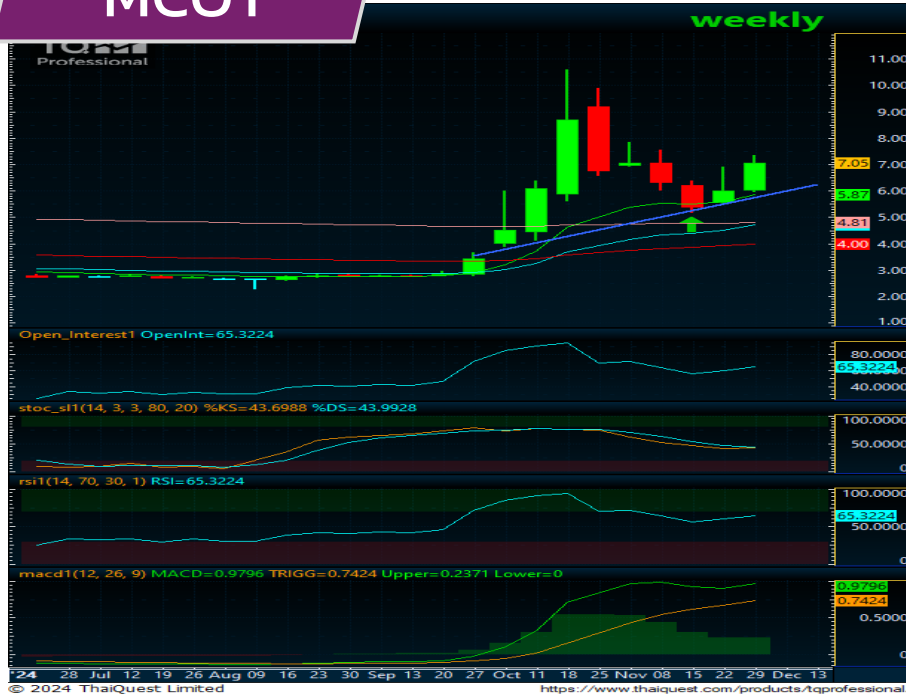 MCOT
weekly
TQ
Professional
11.00
10.00
9.00
8.00
7.05
7.00
6.00
5.87
5.00
4.81
4.00
4.00
3.00
2.00
1.00
Open_Interest1 OpenInt=65.3224
80.0000
65.3224
40.0000
stoc_sl1(14, 3, 3, 80, 20) %KS=43.6988 %DS=43.9928
100.0000
50.0000
0
rsi1(14, 70, 30, 1) RSI=65.3224
100.0000
65.3224
50.0000
0
macd1(12, 26, 9) MACD=0.9796 TRIGG=0.7424 Upper=0.2371 Lower=0
0.9796
0.7424
0.5000
0
'24 28 Jul 12 19 26 Aug 09 16 23 30 Sep 13 20 27 Oct 11 18 25 Nov 08 15 22 29 Dec 13
© 2024 ThaiQuest Limited https://www.thaiquest.com/products/tqprofessional